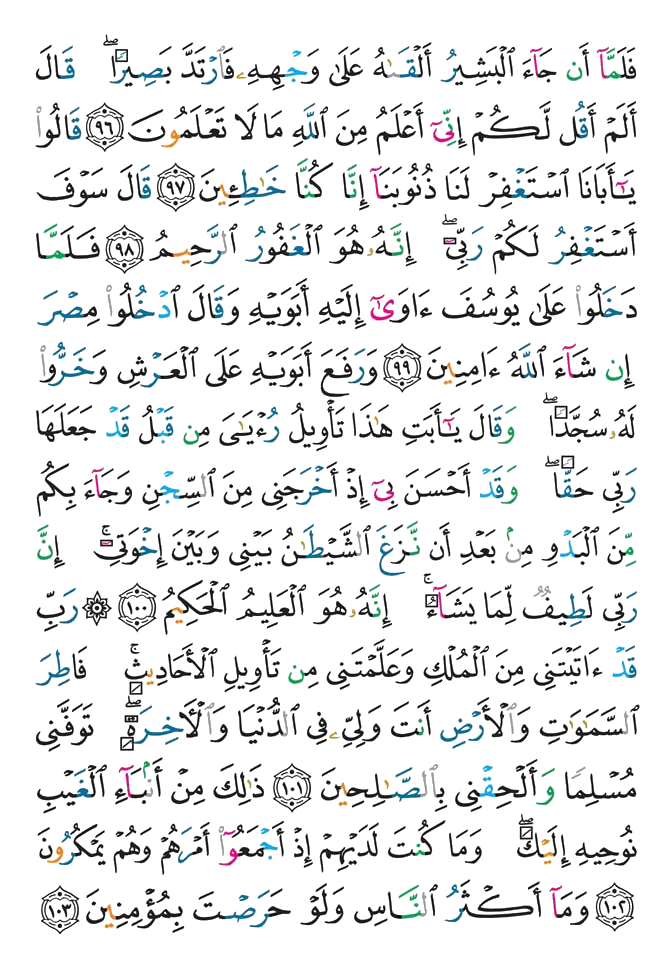 فَلَمَّآ أَن جَآءَ ٱلْبَشِيرُ أَلْقَىٰهُ عَلَىٰ وَجْهِهِۦ فَٱرْتَدَّ بَصِيرًا ۖ قَالَ
أَلَمْ أَقُل لَّكُمْ إِنِّىٓ أَعْلَمُ مِنَ ٱللَّهِ مَا لَا تَعْلَمُونَ ٩٦ قَالُوا۟
يَـٰٓأَبَانَا ٱسْتَغْفِرْ لَنَا ذُنُوبَنَآ إِنَّا كُنَّا خَـٰطِـِٔينَ ٩٧ قَالَ سَوْفَ
أَسْتَغْفِرُ لَكُمْ رَبِّىٓ ۖ إِنَّهُۥ هُوَ ٱلْغَفُورُ ٱلرَّحِيمُ ٩٨ فَلَمَّا
دَخَلُوا۟ عَلَىٰ يُوسُفَ ءَاوَىٰٓ إِلَيْهِ أَبَوَيْهِ وَقَالَ ٱدْخُلُوا۟ مِصْرَ
إِن شَآءَ ٱللَّهُ ءَامِنِينَ ٩٩ وَرَفَعَ أَبَوَيْهِ عَلَى ٱلْعَرْشِ وَخَرُّوا۟
لَهُۥ سُجَّدًا ۖ وَقَالَ يَـٰٓأَبَتِ هَـٰذَا تَأْوِيلُ رُءْيَـٰىَ مِن قَبْلُ قَدْ جَعَلَهَا
رَبِّى حَقًّا ۖ وَقَدْ أَحْسَنَ بِىٓ إِذْ أَخْرَجَنِى مِنَ ٱلسِّجْنِ وَجَآءَ بِكُم
مِّنَ ٱلْبَدْوِ مِنۢ بَعْدِ أَن نَّزَغَ ٱلشَّيْطَـٰنُ بَيْنِى وَبَيْنَ إِخْوَتِىٓ ۚ إِنَّ
رَبِّى لَطِيفٌ لِّمَا يَشَآءُ ۚ إِنَّهُۥ هُوَ ٱلْعَلِيمُ ٱلْحَكِيمُ ١٠٠ ۞ رَبِّ
قَدْ ءَاتَيْتَنِى مِنَ ٱلْمُلْكِ وَعَلَّمْتَنِى مِن تَأْوِيلِ ٱلْأَحَادِيثِ ۚ فَاطِرَ
ٱلسَّمَـٰوَٰتِ وَٱلْأَرْضِ أَنتَ وَلِىِّۦ فِى ٱلدُّنْيَا وَٱلْـَٔاخِرَةِ ۖ تَوَفَّنِى
مُسْلِمًا وَأَلْحِقْنِى بِٱلصَّـٰلِحِينَ ١٠١ ذَٰلِكَ مِنْ أَنۢبَآءِ ٱلْغَيْبِ
نُوحِيهِ إِلَيْكَ ۖ وَمَا كُنتَ لَدَيْهِمْ إِذْ أَجْمَعُوٓا۟ أَمْرَهُمْ وَهُمْ يَمْكُرُونَ
١٠٢ وَمَآ أَكْثَرُ ٱلنَّاسِ وَلَوْ حَرَصْتَ بِمُؤْمِنِينَ ١٠٣